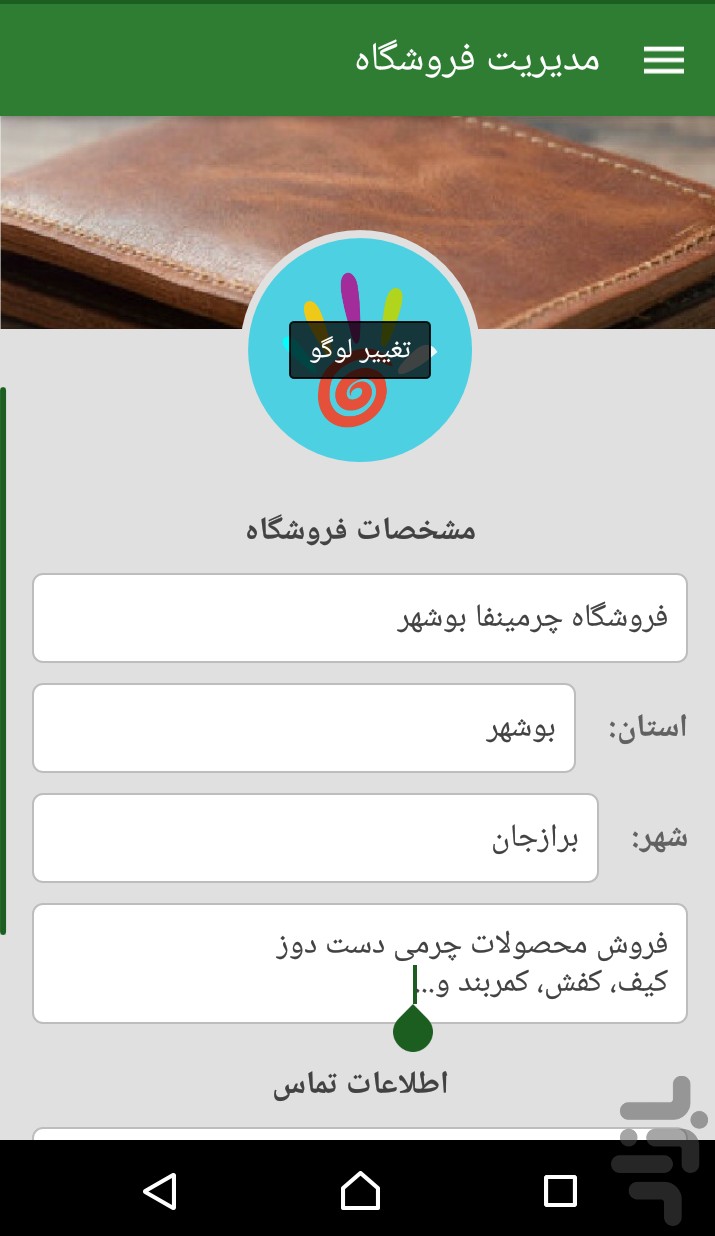 مدیریت فروشگاه
تغییر لوگو
مشخصات فروشگاه
فروشگاه چرمینفا بوشهر
استان: بوشهر
شهر: برازجان
فروش محصولات چرمی دست دوز
کیف، کفش، کمربند و...
اطلاعات تماس
بازار